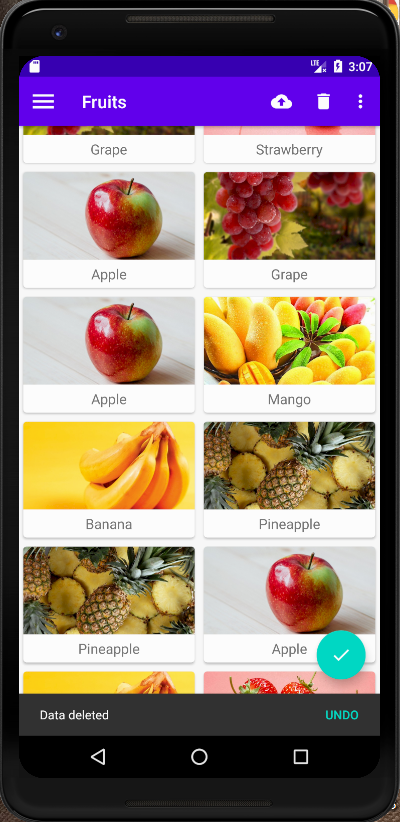 LTE 3:07
Fruits
Grape Strawberry
Apple Grape
Apple Mango
Banana Pineapple
Pineapple Apple
Data deleted UNDO